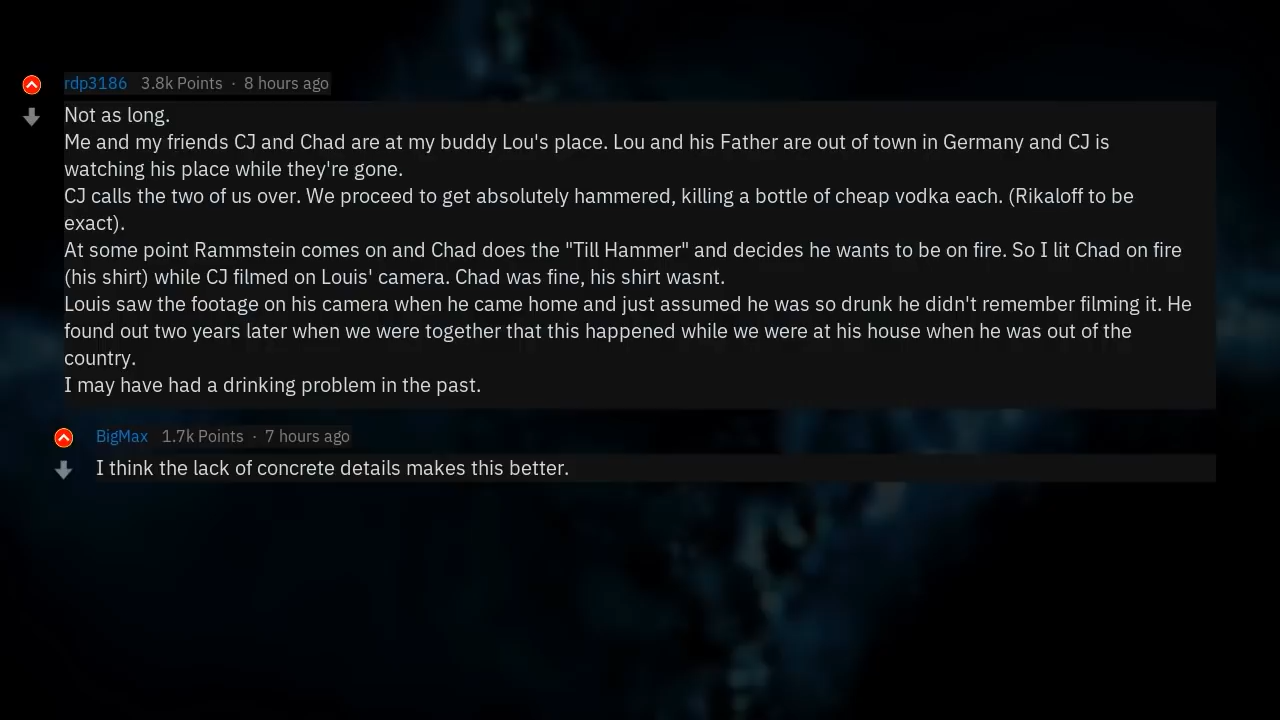 rdp3186 3.8k Points · 8 hours ago
Not as long.
Me and my friends CJ and Chad are at my buddy Lou's place. Lou and his Father are out of town in Germany and CJ is
watching his place while they're gone.
CJ calls the two of us over. We proceed to get absolutely hammered, killing a bottle of cheap vodka each. (Rikaloff to be
exact).
At some point Rammstein comes on and Chad does the "Till Hammer" and decides he wants to be on fire. So I lit Chad on fire
(his shirt) while CJ filmed on Louis' camera. Chad was fine, his shirt wasnt.
Louis saw the footage on his camera when he came home and just assumed he was so drunk he didn't remember filming it. He
found out two years later when we were together that this happened while we were at his house when he was out of the
country.
I may have had a drinking problem in the past.
BigMax 1.7k Points · 7 hours ago
I think the lack of concrete details makes this better.